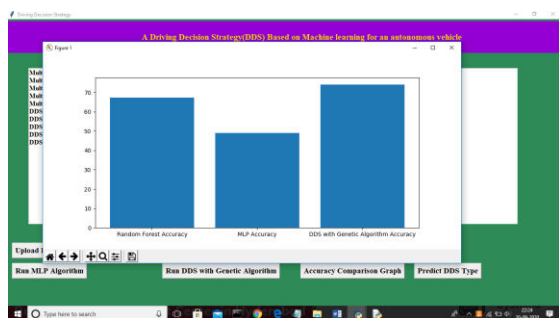 Driving Decision Strategy
A Driving Decision Strategy(DDS) Based on Machine learning for an autonomous vehicle
Figure 1
Mult
Mult
Mult
Mult
Mult
DDS
DDS
DDS
DDS
DDS
70
60
50
40
30
20
10
0
Random Forest Accuracy MLP Accuracy DDS with Genetic Algorithm Accuracy
Upload
Run MLP Algorithm Run DDS with Genetic Algorithm Accuracy Comparison Graph Predict DDS Type
Type here to search
22:28